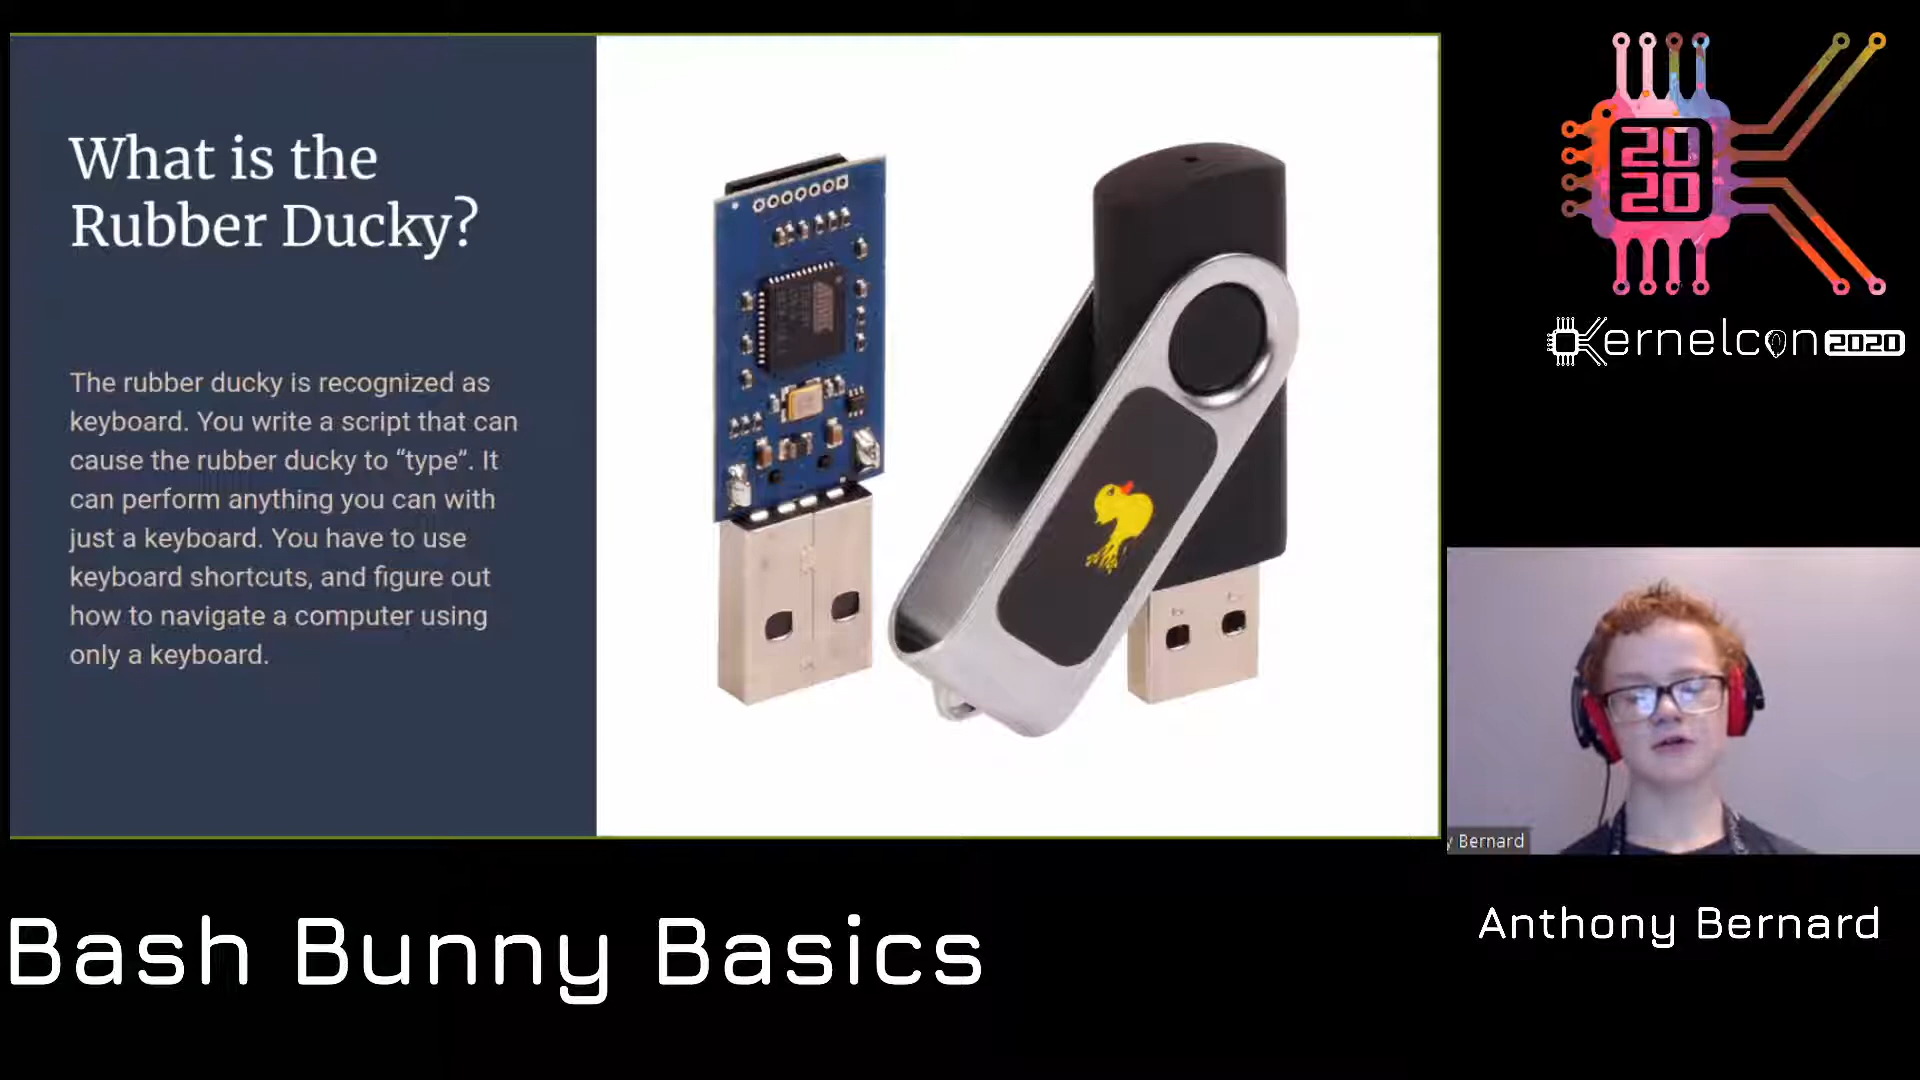 What is the
Rubber Ducky?
The rubber ducky is recognized as
keyboard. You write a script that can
cause the rubber ducky to “type”. It
can perform anything you can with
just a keyboard. You have to use
keyboard shortcuts, and figure out
how to navigate a computer using
only a keyboard.
20
20
Kernelcon 2020
y Bernard
Anthony Bernard
Bash Bunny Basics